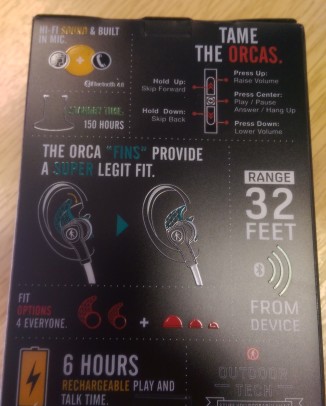 HI-FI SOUND & BUILT
IN MIC.
Bluetooth 4.0
STANDBY TIME.
150 HOURS
TAME
THE ORCAS.
Hold Up:
Skip Forward
Hold Down:
Skip Back
Press Up:
Raise Volume
Press Center:
Play / Pause
Answer / Hang Up
Press Down:
Lower Volume
THE ORCA "FINS" PROVIDE
A SUPER LEGIT FIT.
RANGE
32
FEET
FROM
DEVICE
FIT
OPTIONS
4 EVERYONE.
+
6 HOURS
RECHARGEABLE PLAY AND
TALK TIME.
OUTDOOR
TECH